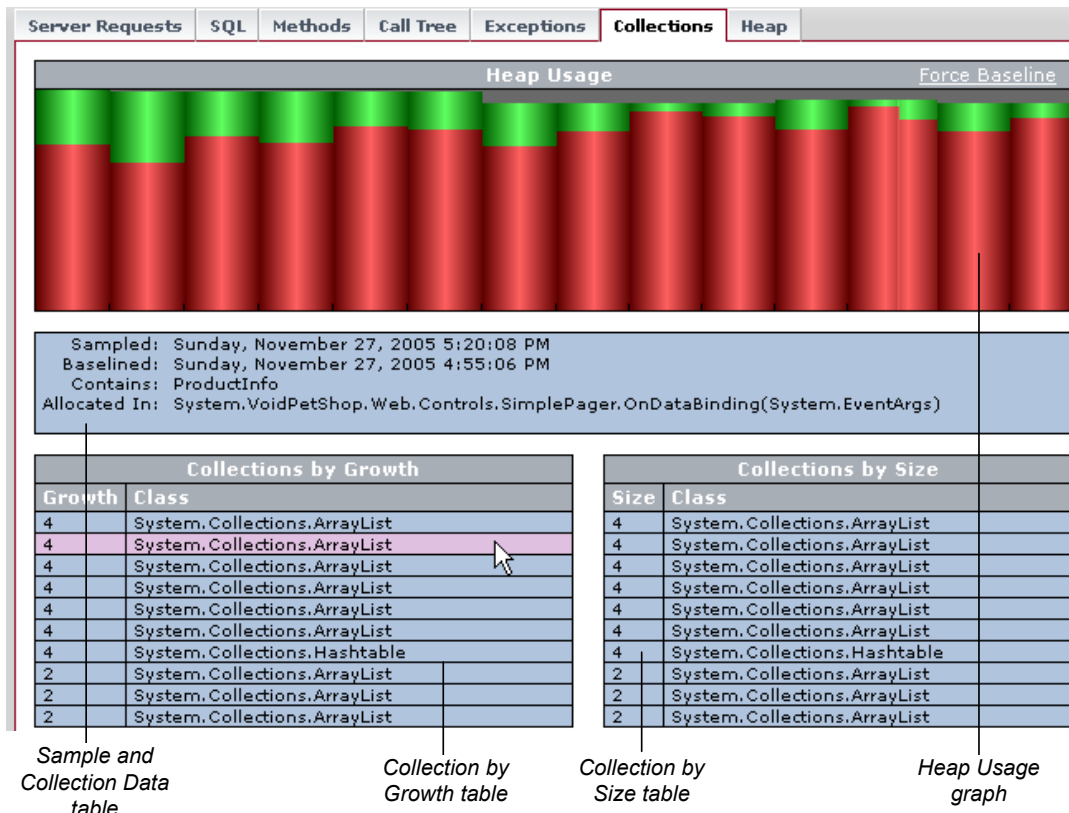 Server Requests SQL Methods Call Tree Exceptions Collections Heap
Heap Usage Force Baseline
Sampled: Sunday, November 27, 2005 5:20:08 PM
Baselined: Sunday, November 27, 2005 4:55:06 PM
Contains: ProductInfo
Allocated In: System.VoidPetShop.Web.Controls.SimplePager.OnDataBinding(System.EventArgs)
Collections by Growth
Growth Class
4 System.Collections.ArrayList
4 System.Collections.ArrayList
4 System.Collections.ArrayList
4 System.Collections.ArrayList
4 System.Collections.ArrayList
4 System.Collections.ArrayList
4 System.Collections.Hashtable
2 System.Collections.ArrayList
2 System.Collections.ArrayList
2 System.Collections.ArrayList
Collections by Size
Size Class
4 System.Collections.ArrayList
4 System.Collections.ArrayList
4 System.Collections.ArrayList
4 System.Collections.ArrayList
4 System.Collections.ArrayList
4 System.Collections.ArrayList
4 System.Collections.Hashtable
2 System.Collections.ArrayList
2 System.Collections.ArrayList
2 System.Collections.ArrayList
Sample and
Collection Data
table
Collection by
Growth table
Collection by
Size table
Heap Usage
graph